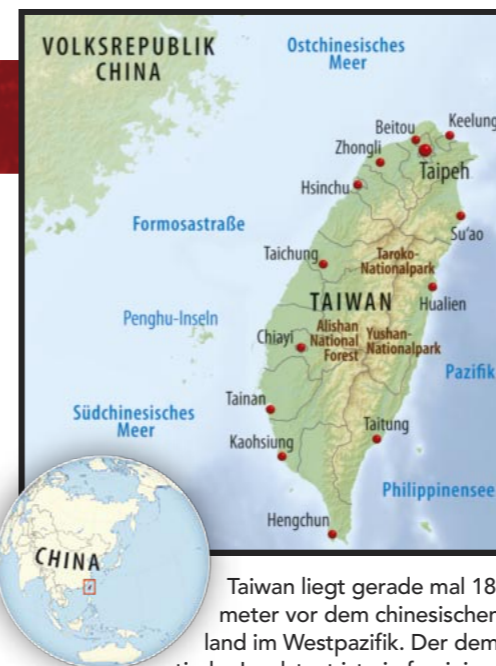 VOLKSREPUBLIK
CHINA
Ostchinesisches
Meer
Keelung
Beitou
Zhongli
Taipeh
Hsinchu
Su'ao
Formosastraße
Taichung
Taroko-
Nationalpark
TAIWAN
Hualien
Penghu-Inseln
Alishan
National
Forest
Yushan-
Nationalpark
Chiayi
Pazifik
Tainan
Südchinesisches
Meer
Taitung
Kaohsiung
Philippinensee
Hengchun
CHINA
Taiwan liegt gerade mal 18
meter vor dem chinesischen
land im Westpazifik. Der dem